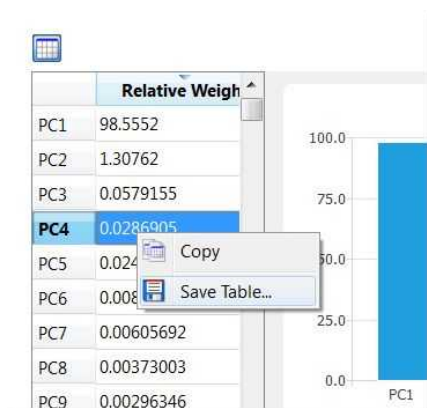 Relative Weigh
PC1 98.5552
PC2 1.30762
PC3 0.0579155
PC4 0.0286905
PC5 0.024
PC6 0.008
PC7 0.00605692
PC8 0.00373003
PC9 0.00296346
Copy
Save Table...
100.0
75.0
50.0
25.0
0.0
PC1